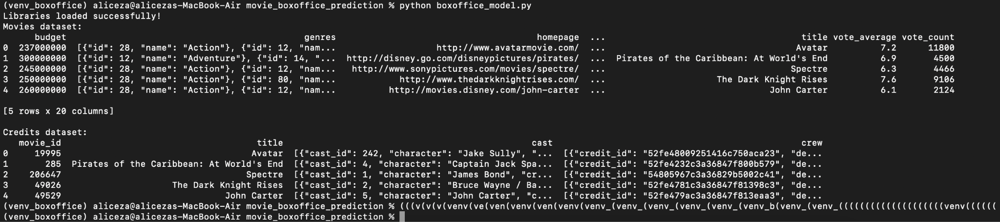 (venv_boxoffice) aliceza@alicezas-MacBook-Air movie_boxoffice_prediction % python boxoffice_model.py
Libraries loaded successfully!
Movies dataset:
budget genres homepage ... title vote_average vote_count
0 237000000 [{"id": 28, "name": "Action"}, {"id": 12, "nam... http://www.avatarmovie.com/ ... Avatar 7.2 11800
1 300000000 [{"id": 12, "name": "Adventure"}, {"id": 14, "... http://disney.go.com/disneypictures/pirates/ ... Pirates of the Caribbean: At World's End 6.9 4500
2 245000000 [{"id": 28, "name": "Action"}, {"id": 12, "nam... http://www.sonypictures.com/movies/spectre/ ... Spectre 6.3 4466
3 250000000 [{"id": 28, "name": "Action"}, {"id": 80, "nam... http://www.thedarkknightrises.com/ ... The Dark Knight Rises 7.6 9106
4 260000000 [{"id": 28, "name": "Action"}, {"id": 12, "nam... http://movies.disney.com/john-carter ... John Carter 6.1 2124
[5 rows x 20 columns]
Credits dataset:
movie_id title cast crew
0 19995 Avatar [{"cast_id": 242, "character": "Jake Sully", "... [{"credit_id": "52fe48009251416c750aca23", "de...
1 285 Pirates of the Caribbean: At World's End [{"cast_id": 4, "character": "Captain Jack Spa... [{"credit_id": "52fe4232c3a36847f800b579", "de...
2 206647 Spectre [{"cast_id": 1, "character": "James Bond", "cr... [{"credit_id": "54805967c3a36829b5002c41", "de...
3 49026 The Dark Knight Rises [{"cast_id": 2, "character": "Bruce Wayne / Ba... [{"credit_id": "52fe4781c3a36847f81398c3", "de...
4 49529 John Carter [{"cast_id": 5, "character": "John Carter", "c... [{"credit_id": "52fe479ac3a36847f813eaa3", "de...
(venv_boxoffice) aliceza@alicezas-MacBook-Air movie_boxoffice_prediction % (((v(v(v(venv(ve(ven(venv(ven(venv(venv_(venv_(venv_(venv_(venv_(venv_b(venv_(venv_((((((((((((((((((((venv((((((
(venv_boxoffice) aliceza@alicezas-MacBook-Air movie_boxoffice_prediction %